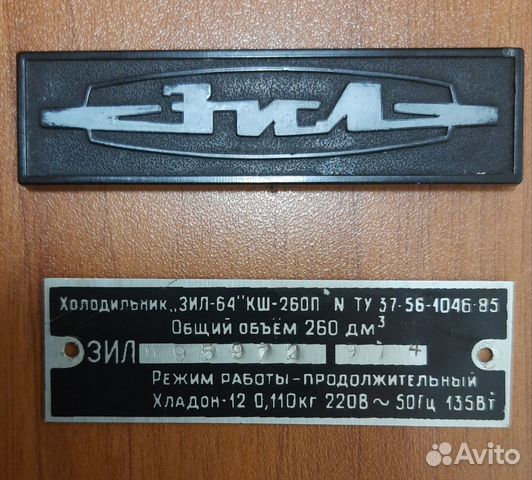 ЗИЛ
Холодильник „ЗИЛ-64" КШ-260П N ТУ 37-56-1046-85
Общий объём 260 дм³
ЗИЛ
Режим работы - продолжительный
Хладон-12 0,110кг 220В ~ 50Гц 135Вт
Avito